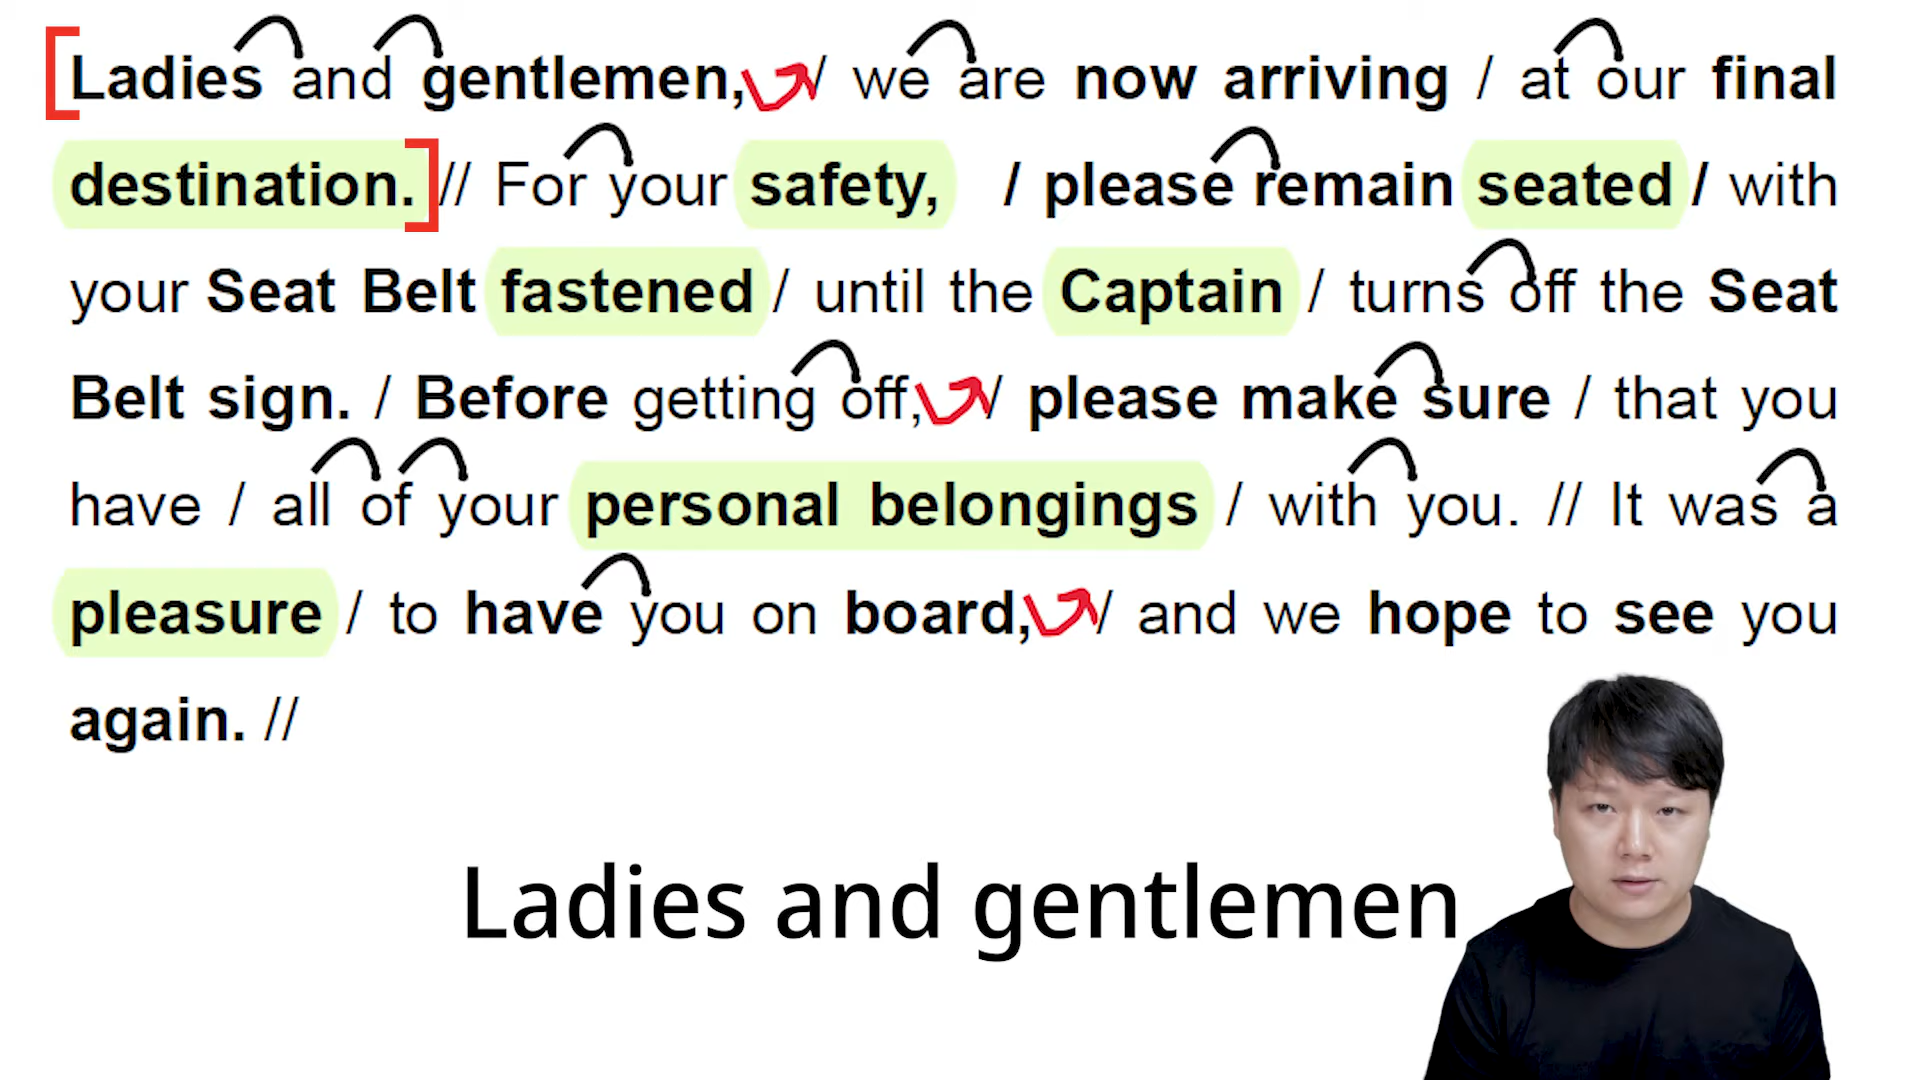 Ladies and gentlemen, / we are now arriving / at our final
destination. // For your safety, / please remain seated / with
your Seat Belt fastened / until the Captain / turns off the Seat
Belt sign. / Before getting off, / please make sure / that you
have / all of your personal belongings / with you. // It was a
pleasure / to have you on board, / and we hope to see you
again. //
Ladies and gentlemen